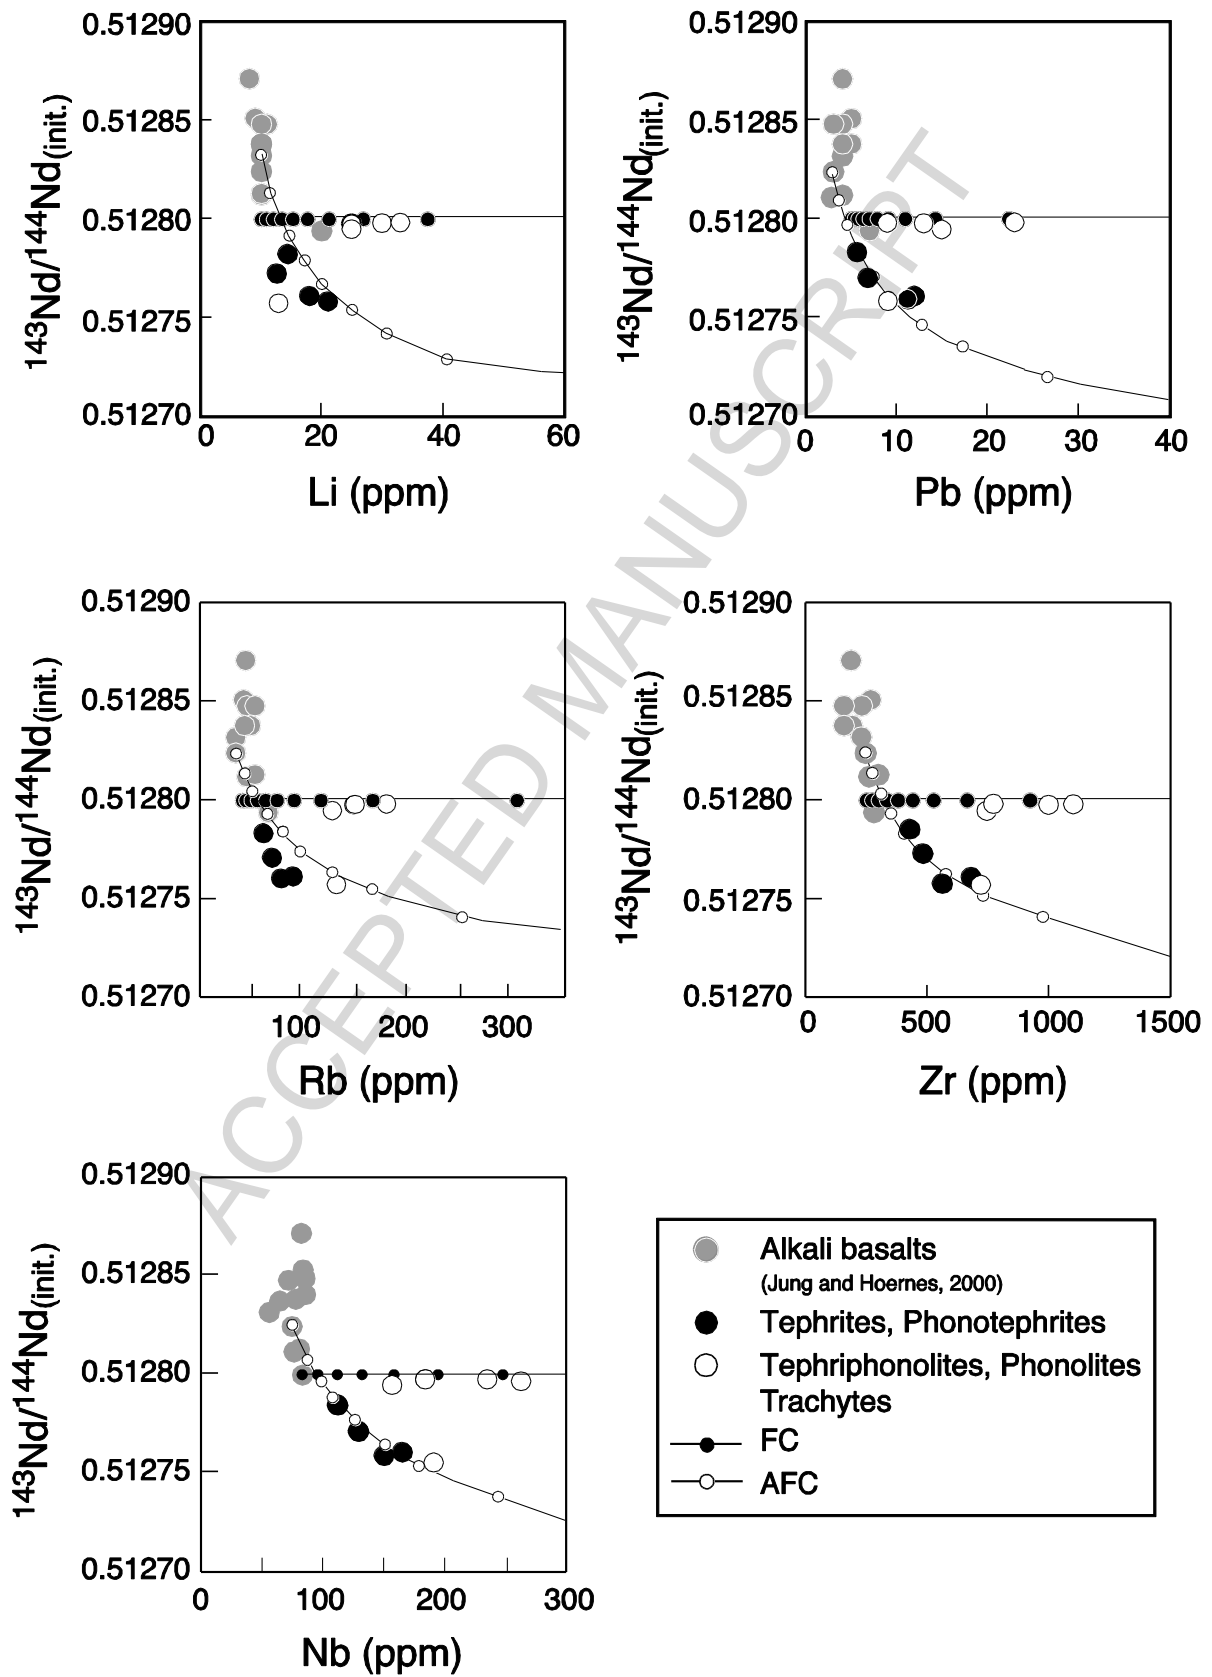 0.51290
0.51285
0.51280
0.51275
0.51270
143Nd/144Nd(init.)
0 20 40 60
Li (ppm)
0.51290
0.51285
0.51280
0.51275
0.51270
143Nd/144Nd(init.)
0 10 20 30 40
Pb (ppm)
0.51290
0.51285
0.51280
0.51275
0.51270
143Nd/144Nd(init.)
100 200 300
Rb (ppm)
0.51290
0.51285
0.51280
0.51275
0.51270
143Nd/144Nd(init.)
0 500 1000 1500
Zr (ppm)
0.51290
0.51285
0.51280
0.51275
0.51270
143Nd/144Nd(init.)
0 100 200 300
Nb (ppm)
Alkali basalts
(Jung and Hoernes, 2000)
Tephrites, Phonotephrites
Tephriphonolites, Phonolites
Trachytes
FC
AFC
ACCEPTED MANUSCRIPT